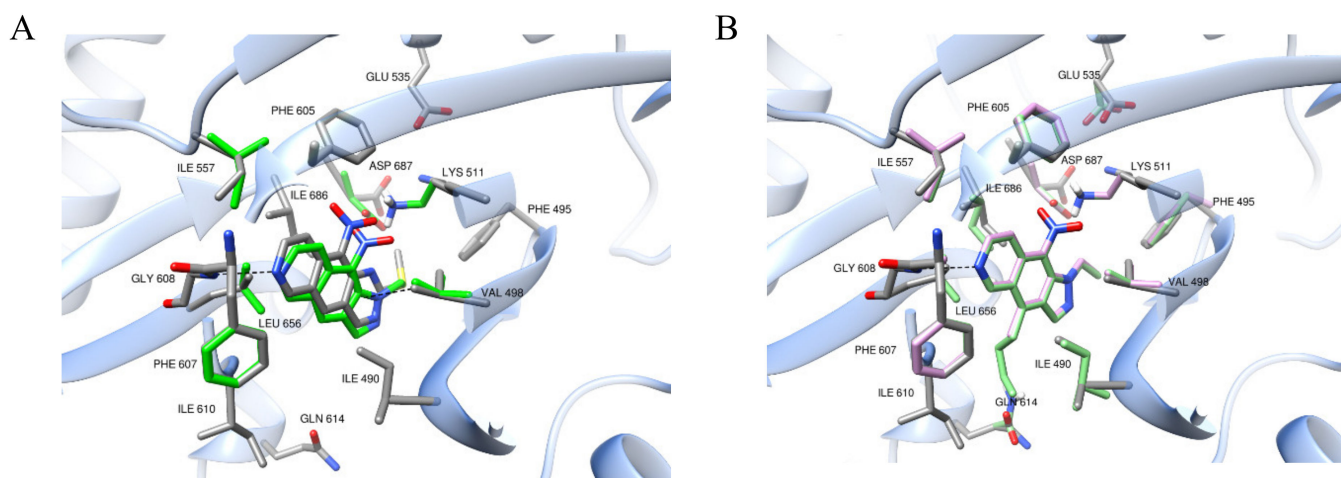 A
GLU 535
PHE 605
ILE 557
ASP 687
LYS 511
ILE 686
PHE 495
GLY 608
VAL 498
LEU 656
PHE 607
ILE 490
ILE 610
GLN 614
B
GLU 535
PHE 605
ILE 557
ASP 687
LYS 511
ILE 686
PHE 495
GLY 608
VAL 498
LEU 656
PHE 607
ILE 490
ILE 610
GLN 614